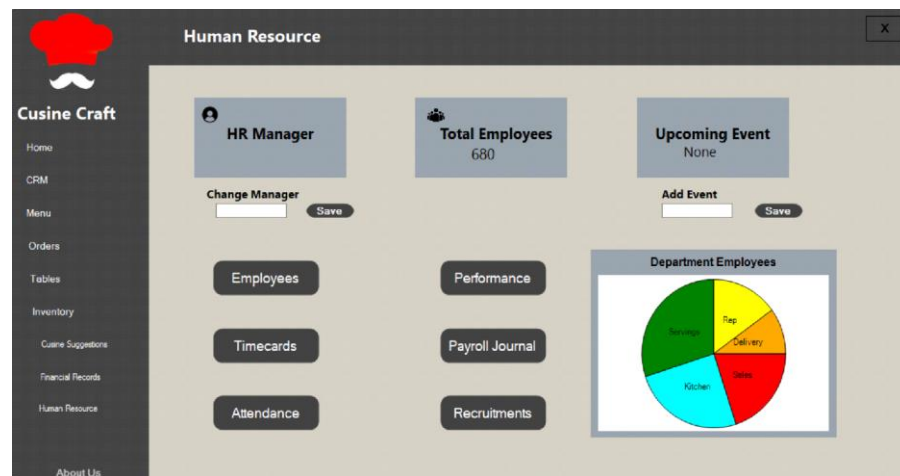 Human Resource
X
Cusine Craft
Home
CRM
Menu
Orders
Tables
Inventory
Cusine Suggestions
Financial Records
Human Resource
About Us
HR Manager
Total Employees
680
Upcoming Event
None
Change Manager
Save
Add Event
Save
Employees
Performance
Timecards
Payroll Journal
Attendance
Recruitments
Department Employees
Rep
Delivery
Servings
Sales
Kitchen